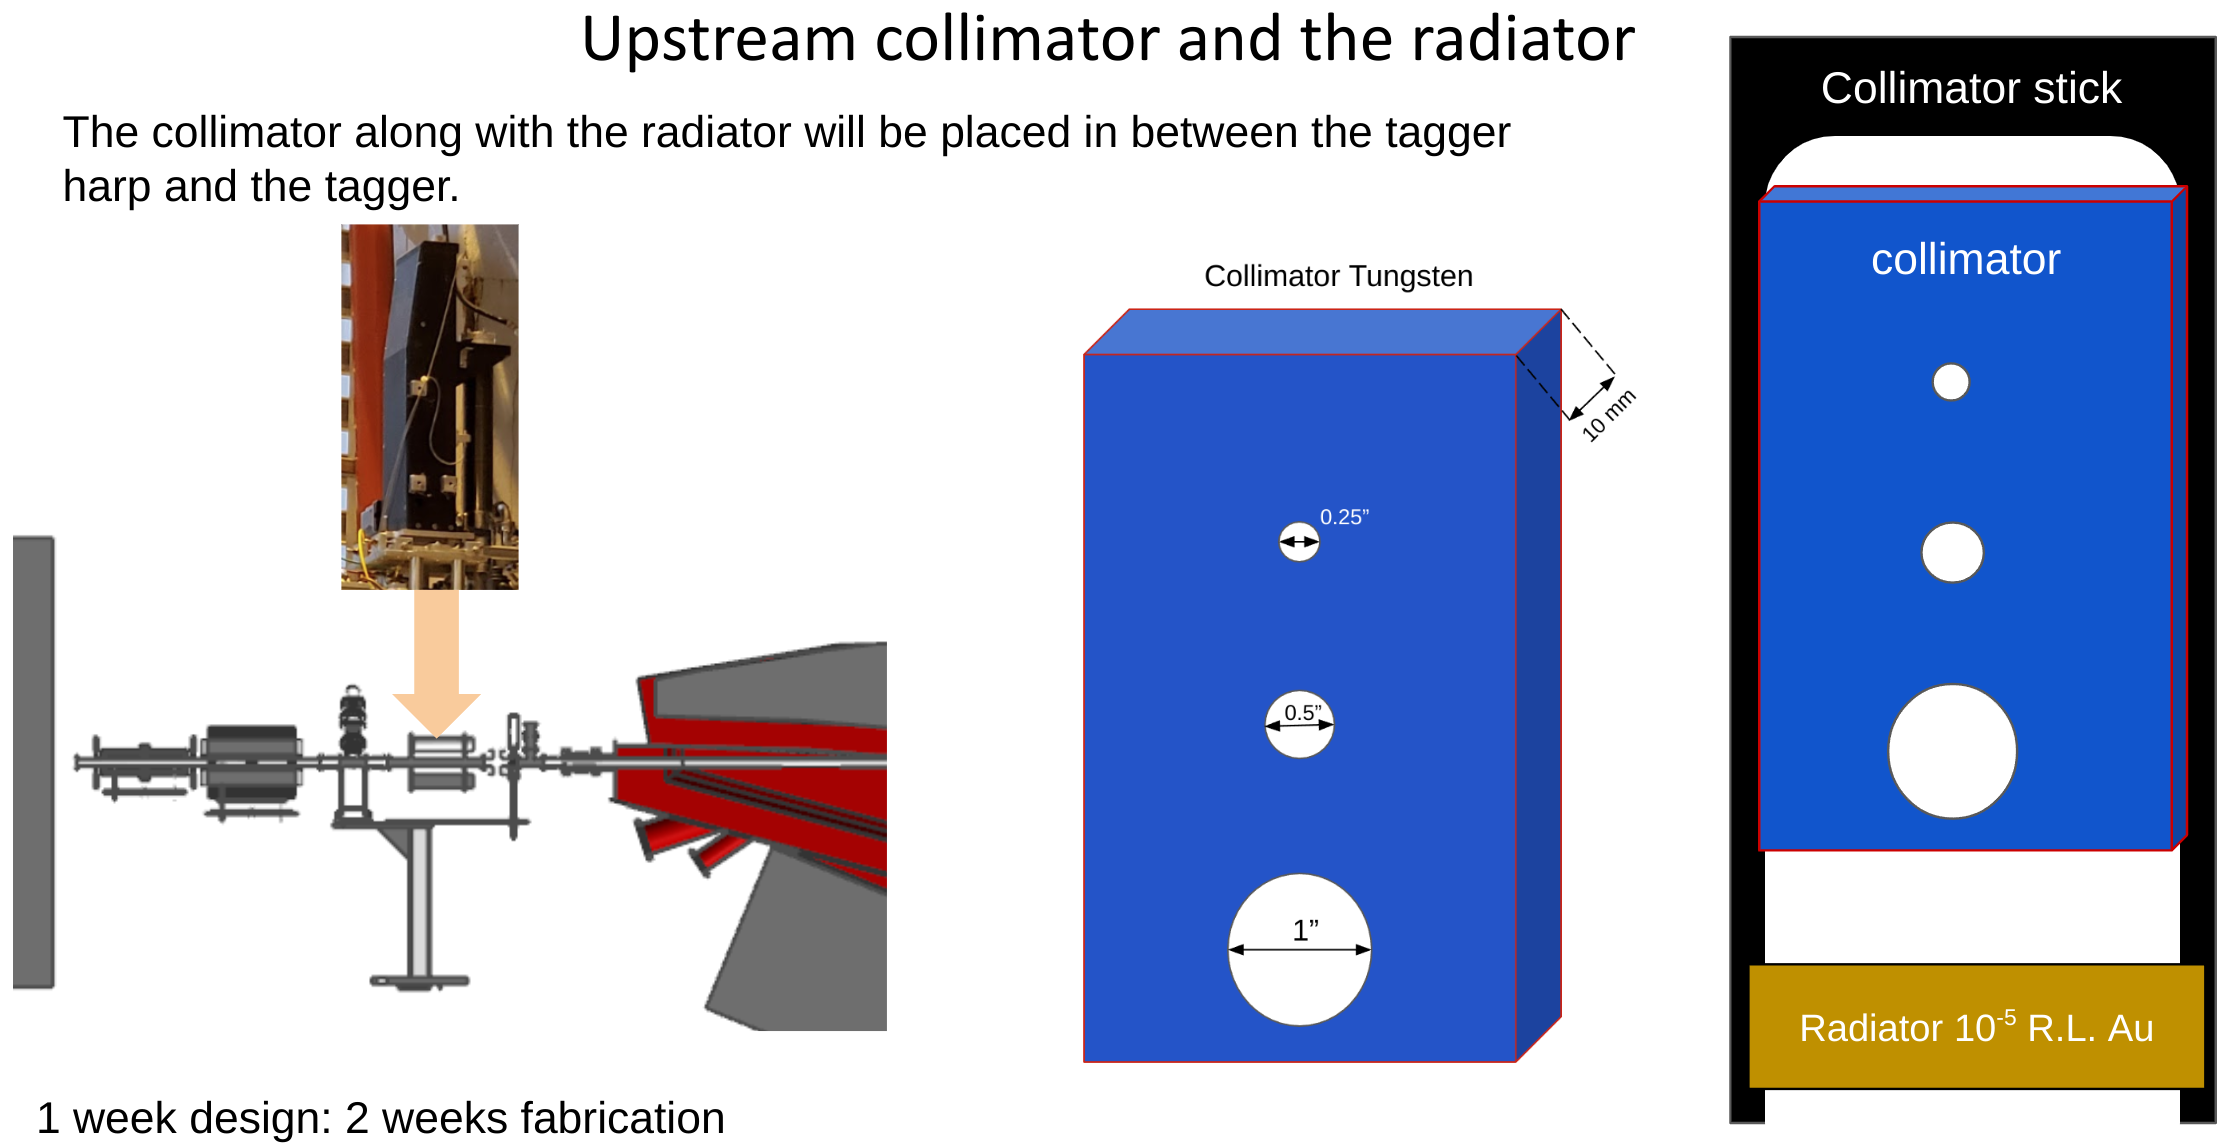 Upstream collimator and the radiator
The collimator along with the radiator will be placed in between the tagger
harp and the tagger.
Collimator Tungsten
10 mm
0.25”
0.5”
1”
Collimator stick
collimator
Radiator 10⁻⁵ R.L. Au
1 week design: 2 weeks fabrication